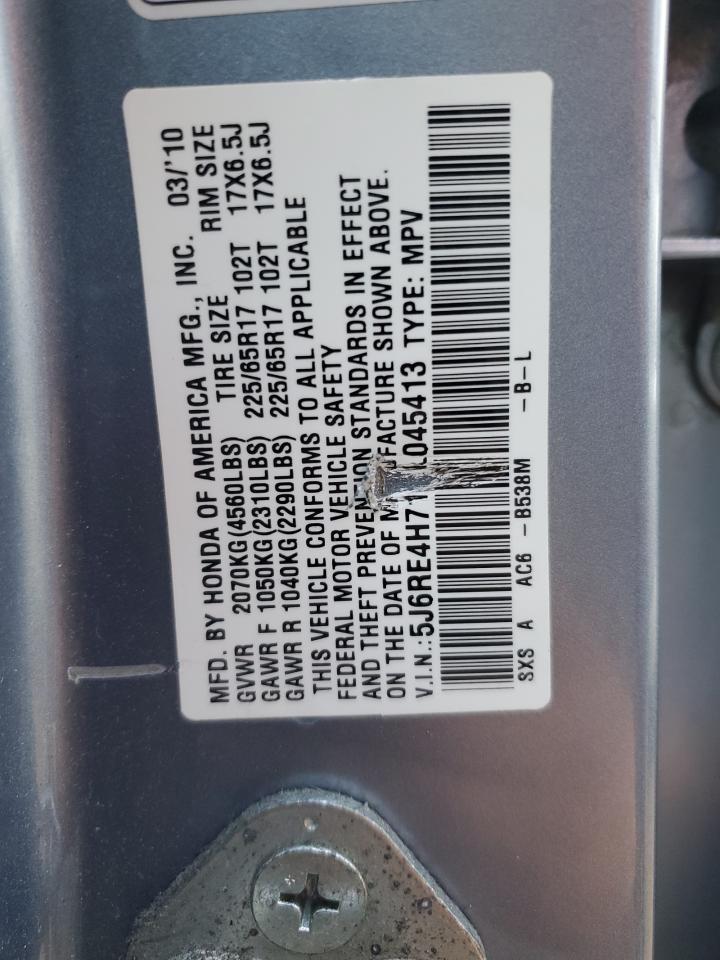 MFD. BY HONDA OF AMERICA MFG., INC. 03/'10
GVWR 2070KG(4560LBS) TIRE SIZE RIM SIZE
GAWR F 1050KG(2310LBS) 225/65R17 102T 17X6.5J
GAWR R 1040KG(2290LBS) 225/65R17 102T 17X6.5J
THIS VEHICLE CONFORMS TO ALL APPLICABLE
FEDERAL MOTOR VEHICLE SAFETY
AND THEFT PREVENTION STANDARDS IN EFFECT
ON THE DATE OF MANUFACTURE SHOWN ABOVE.
V.I.N.: TYPE: MPV
SXS A AC6 - B538M - B - L